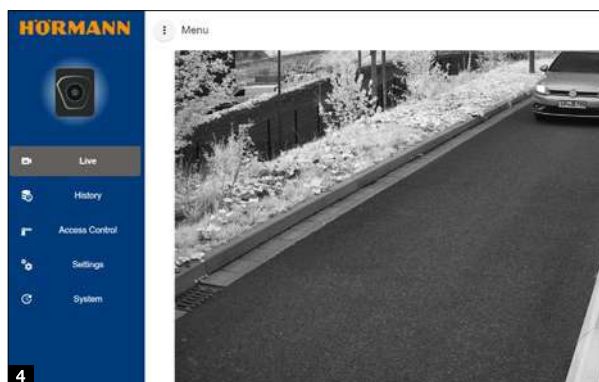 HÖRMANN
Menu
Live
History
Access Control
Settings
System
4